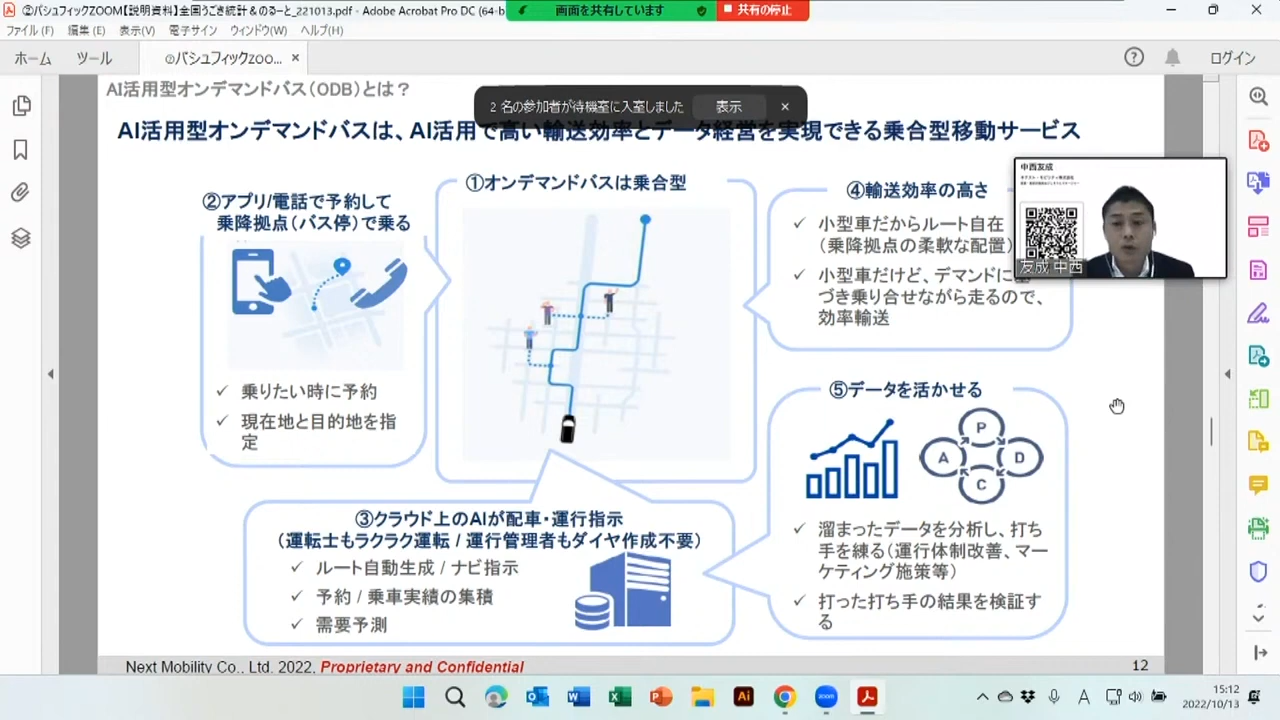 ②パシュフィックZOOM【説明資料】全国うごき統計＆のるーと_221013.pdf - Adobe Acrobat Pro DC (64-b
画面を共有しています
共有の停止
ファイル(F) 編集(E) 表示(V) 電子サイン ウィンドウ(W) ヘルプ(H)
ホーム ツール ②パシュフィックZOO... × ログイン
AI活用型オンデマンドバス（ODB）とは？
2 名の参加者が待機室に入室しました 表示 ×
AI活用型オンデマンドバスは、AI活用で高い輸送効率とデータ経営を実現できる乗合型移動サービス
中西友成
友成 中西
①オンデマンドバスは乗合型
②アプリ/電話で予約して
乗降拠点（バス停）で乗る
✓ 乗りたい時に予約
✓ 現在地と目的地を指
定
③クラウド上のAIが配車・運行指示
（運転士もラクラク運転 / 運行管理者もダイヤ作成不要）
✓ ルート自動生成 / ナビ指示
✓ 予約 / 乗車実績の集積
✓ 需要予測
④輸送効率の高さ
✓ 小型車だからルート自在
（乗降拠点の柔軟な配置）
✓ 小型車だけど、デマンドに基
づき乗り合せながら走るので、
効率輸送
⑤データを活かせる
P
A D
C
✓ 溜まったデータを分析し、打ち
手を練る（運行体制改善、マー
ケティング施策等）
✓ 打った打ち手の結果を検証す
る
Next Mobility Co., Ltd. 2022. Proprietary and Confidential
12
A
15:12
2022/10/13